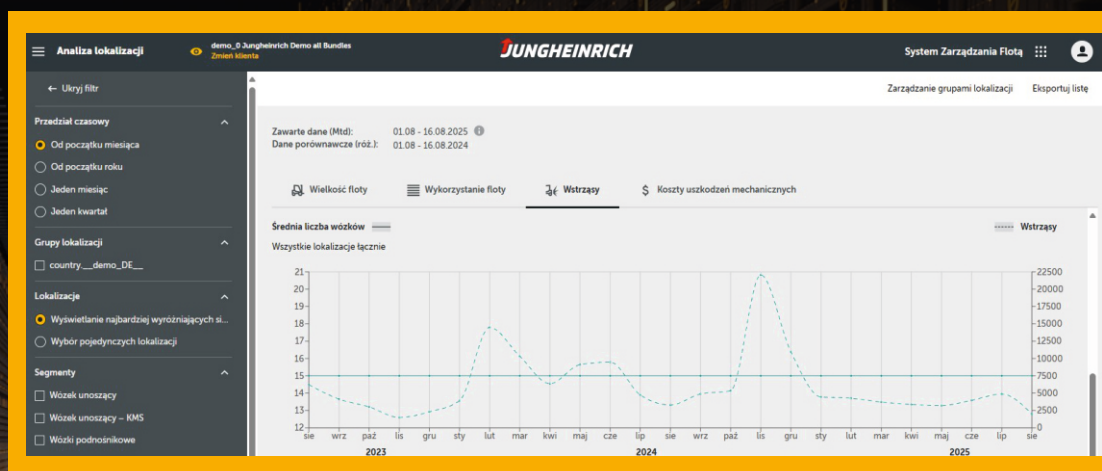 Analiza lokalizacji
demo_0 Jungheinrich Demo all Bundles
Zmień klienta
JUNGHEINRICH
System Zarządzania Flotą
← Ukryj filtr
Zarządzanie grupami lokalizacji
Eksportuj listę
Przedział czasowy
Od początku miesiąca
Od początku roku
Jeden miesiąc
Jeden kwartał
Grupy lokalizacji
country.__demo_DE__
Lokalizacje
Wyświetlanie najbardziej wyróżniających si...
Wybór pojedynczych lokalizacji
Segmenty
Wózek unoszący
Wózek unoszący – KMS
Wózki podnośnikowe
Zawarte dane (Mtd): 01.08 - 16.08.2025
Dane porównawcze (róż.): 01.08 - 16.08.2024
Wielkość floty
Wykorzystanie floty
Wstrząsy
$ Koszty uszkodzeń mechanicznych
Średnia liczba wózków
Wstrząsy
Wszystkie lokalizacje łącznie
21 22500
20 20000
19 17500
18 15000
17 12500
16 10000
15 7500
14 5000
13 2500
12 0
sie wrz paź lis gru sty lut mar kwi maj cze lip sie wrz paź lis gru sty lut mar kwi maj cze lip sie
2023 2024 2025